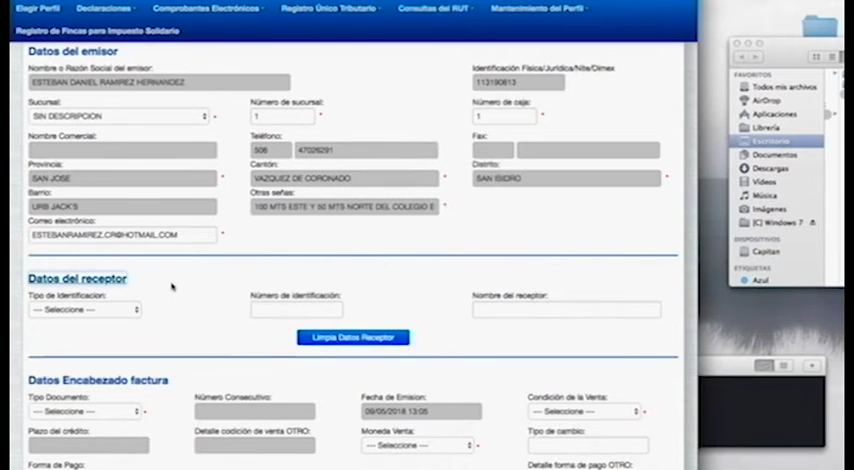 Elegir Perfil Declaraciones Comprobantes Electrónicos Registro Único Tributario Consultas del RUT Mantenimiento del Perfil
Registro de Fincas para Impuesto Solidario
Datos del emisor
Nombre o Razón Social del emisor: Identificación Física/Jurídica/Nite/Dimex
ESTEBAN DANIEL RAMIREZ HERNANDEZ 113190813
Sucursal: Número de sucursal: Número de caja:
SIN DESCRIPCION * 1 * 1 *
Nombre Comercial: Teléfono: Fax:
506 47026291
Provincia: Cantón: Distrito:
SAN JOSE * VAZQUEZ DE CORONADO * SAN ISIDRO *
Barrio: Otras señas:
URB JACK'S 100 MTS ESTE Y 50 MTS NORTE DEL COLEGIO E *
Correo electrónico:
ESTEBANRAMIREZ.CR@HOTMAIL.COM *
Datos del receptor
Tipo de Identificacion: Número de identificación: Nombre del receptor:
--- Seleccione ---
Limpia Datos Receptor
Datos Encabezado factura
Tipo Documento: Número Consecutivo: Fecha de Emision: Condición de la Venta:
--- Seleccione --- * 09/05/2018 13:05 --- Seleccione --- *
Plazo del crédito: Detalle codición de venta OTRO: Moneda Venta: Tipo de cambio:
--- Seleccione --- *
Forma de Pago: Detalle forma de pago OTRO:
FAVORITOS
Todos mis archivos
AirDrop
Aplicaciones
Librería
Escritorio
Documentos
Descargas
Vídeos
Música
Imágenes
[C] Windows 7
DISPOSITIVOS
Capitan
ETIQUETAS
Azul